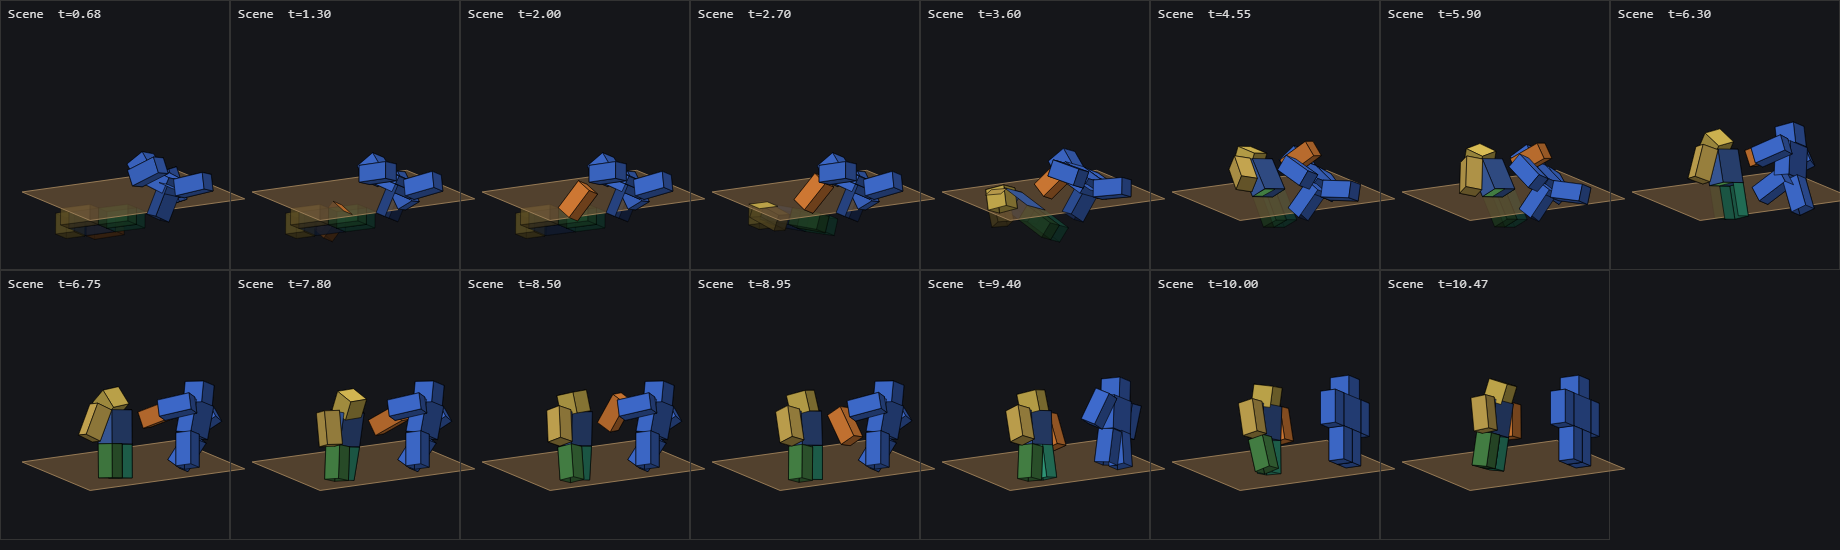 Scene t=0.68
Scene t=1.30
Scene t=2.00
Scene t=2.70
Scene t=3.60
Scene t=4.55
Scene t=5.90
Scene t=6.30
Scene t=6.75
Scene t=7.80
Scene t=8.50
Scene t=8.95
Scene t=9.40
Scene t=10.00
Scene t=10.47